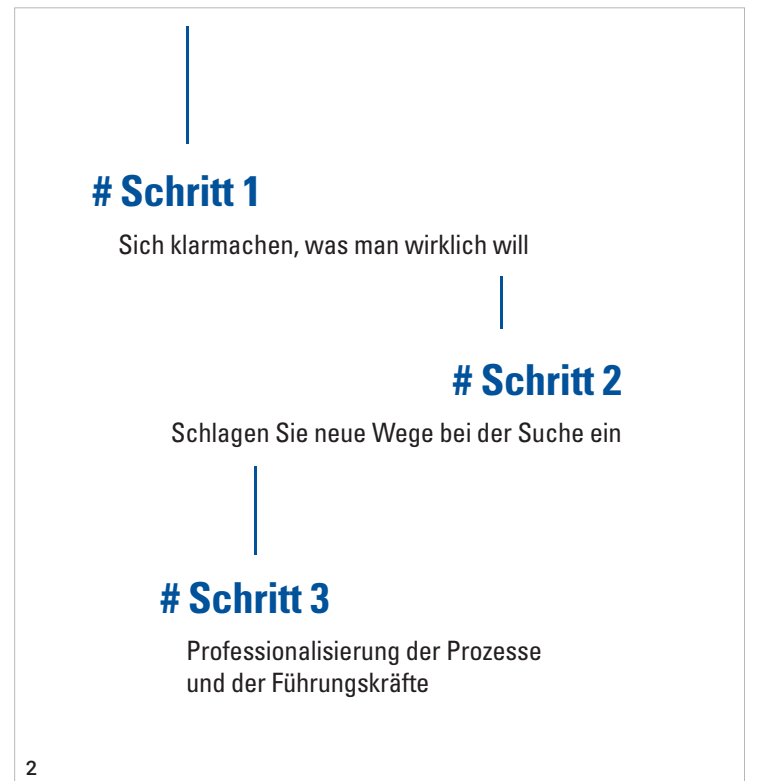 # Schritt 1
Sich klarmachen, was man wirklich will
# Schritt 2
Schlagen Sie neue Wege bei der Suche ein
# Schritt 3
Professionalisierung der Prozesse
und der Führungskräfte
2